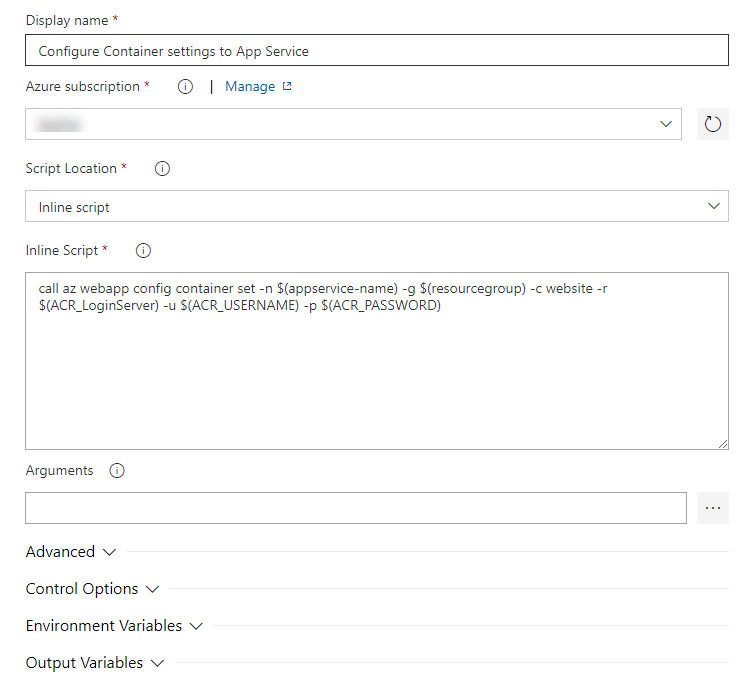 Display name *
Configure Container settings to App Service
Azure subscription * | Manage
Script Location *
Inline script
Inline Script *
call az webapp config container set -n $(appservice-name) -g $(resourcegroup) -c website -r
$(ACR_LoginServer) -u $(ACR_USERNAME) -p $(ACR_PASSWORD)
Arguments
...
Advanced
Control Options
Environment Variables
Output Variables